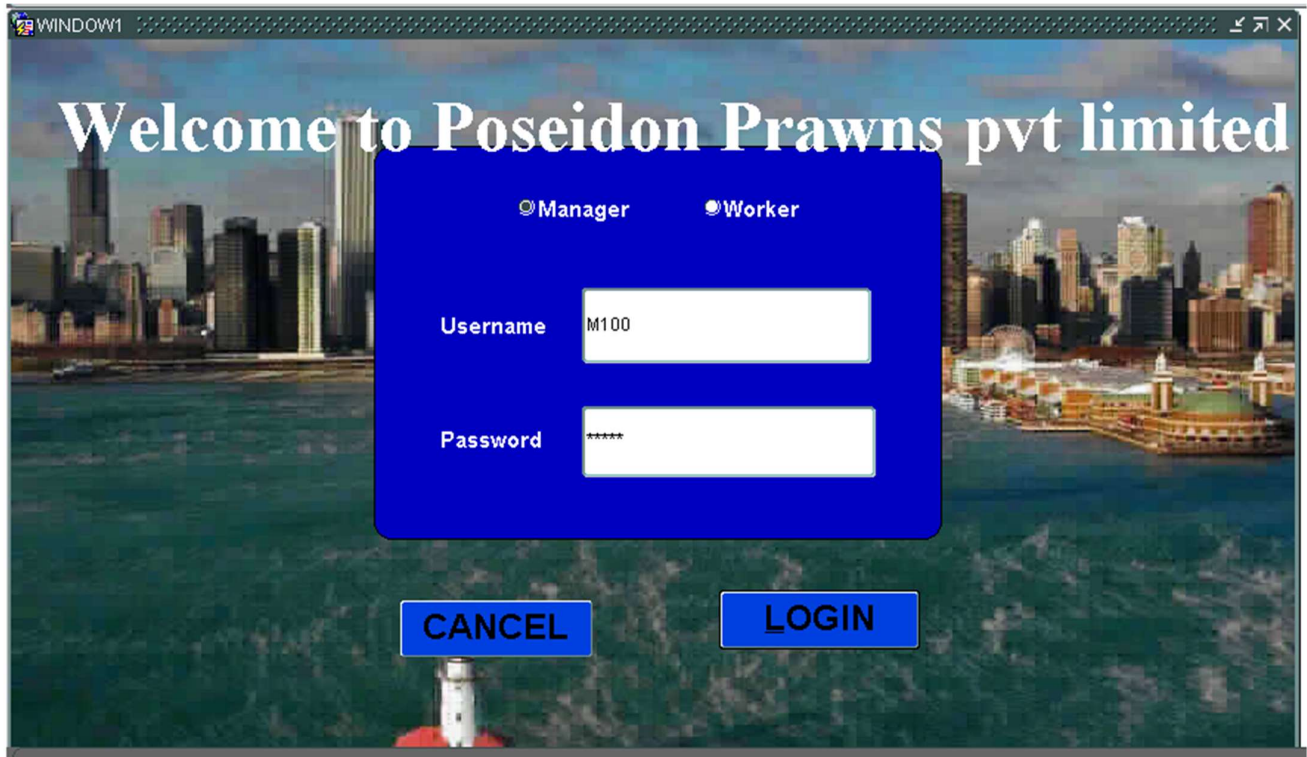 WINDOW1
Welcome to Poseidon Prawns pvt limited
Manager Worker
Username M100
Password *****
CANCEL LOGIN